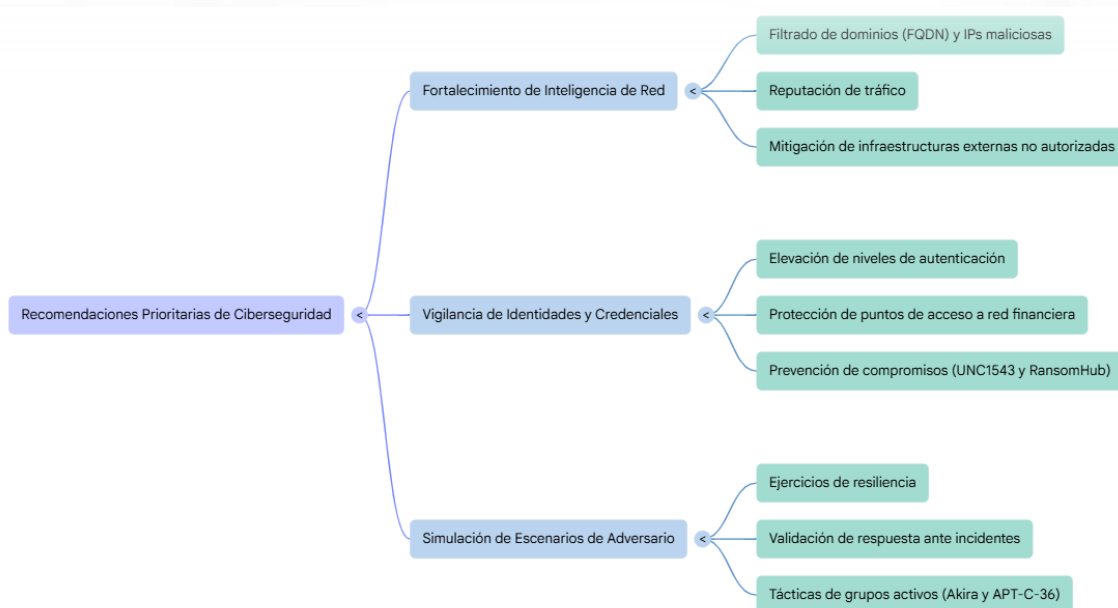 Recomendaciones Prioritarias de Ciberseguridad
<
Fortalecimiento de Inteligencia de Red
<
Filtrado de dominios (FQDN) y IPs maliciosas
Reputación de tráfico
Mitigación de infraestructuras externas no autorizadas
Vigilancia de Identidades y Credenciales
<
Elevación de niveles de autenticación
Protección de puntos de acceso a red financiera
Prevención de compromisos (UNC1543 y RansomHub)
Simulación de Escenarios de Adversario
<
Ejercicios de resiliencia
Validación de respuesta ante incidentes
Tácticas de grupos activos (Akira y APT-C-36)